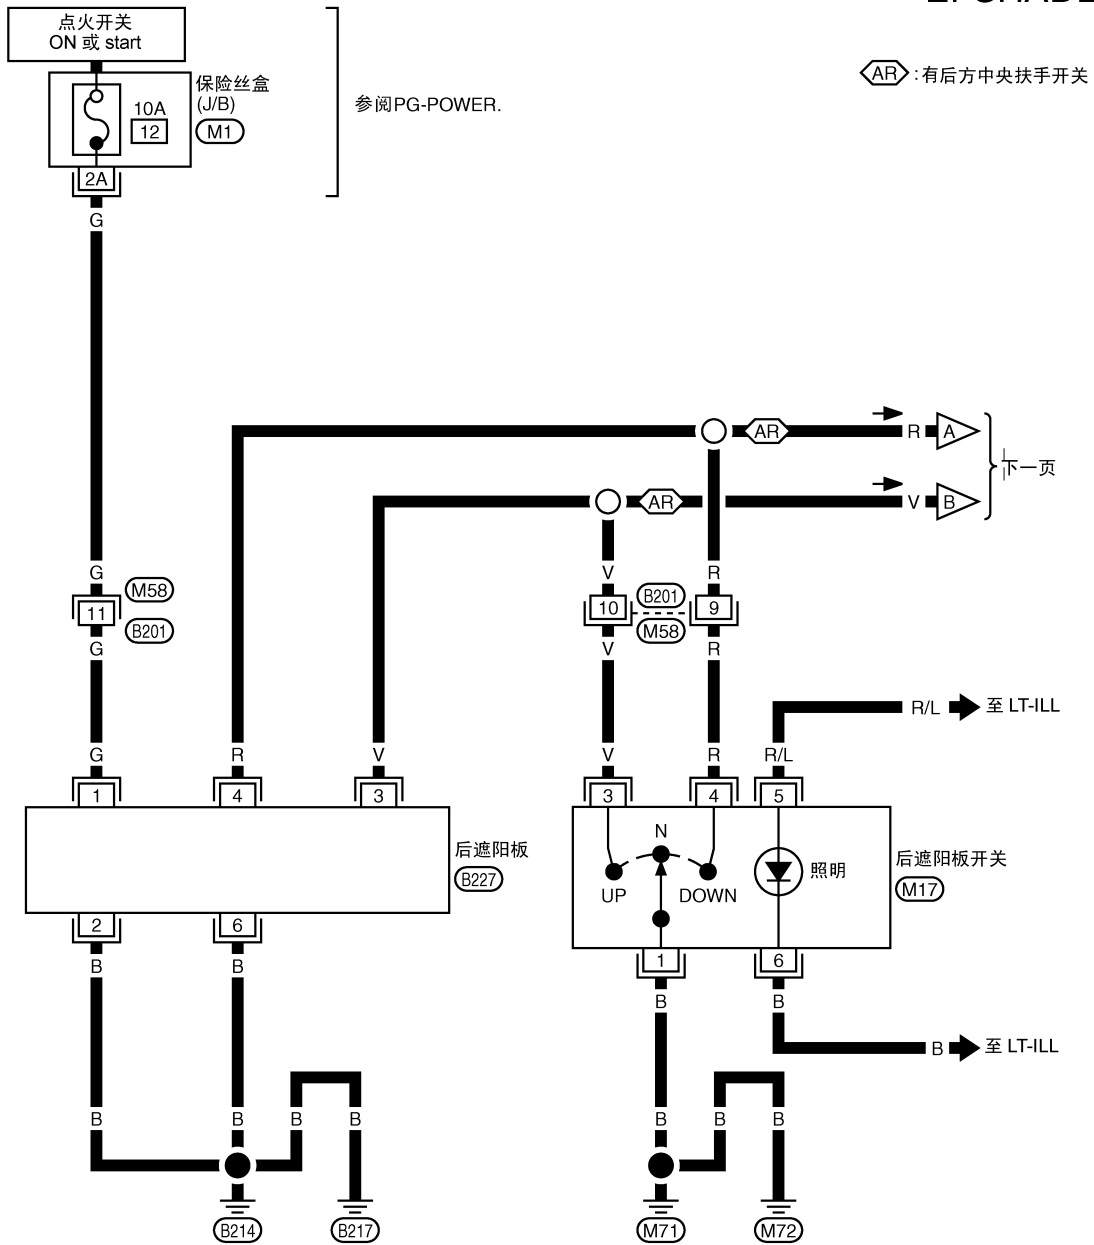 点火开关
ON 或 start
保险丝盒
(J/B)
10A
12
M1
2A
参阅PG-POWER.
AR
:有后方中央扶手开关
G
AR
R
A
AR
V
B
下一页
G
M58
11
B201
G
V
R
10
B201
9
M58
V
R
R/L
至 LT-ILL
G
R
V
V
R
R/L
1
4
3
3
4
5
后遮阳板
B227
N
UP
DOWN
照明
后遮阳板开关
M17
2
6
1
6
B
B
B
B
B
至 LT-ILL
B
B
B
B
B
B
B
B214
B217
M71
M72